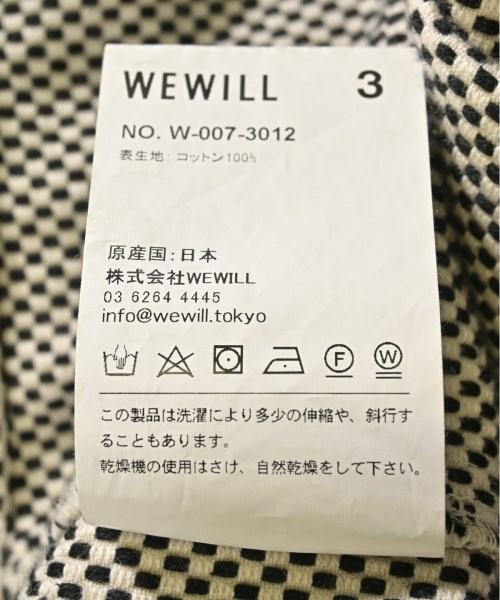 WEWILL 3
NO. W-007-3012
表生地: コットン100%
原産国:日本
株式会社WEWILL
03 6264 4445
info@wewill.tokyo
F W
この製品は洗濯により多少の伸縮や、斜行す
ることもあります。
乾燥機の使用はさけ、自然乾燥をして下さい。